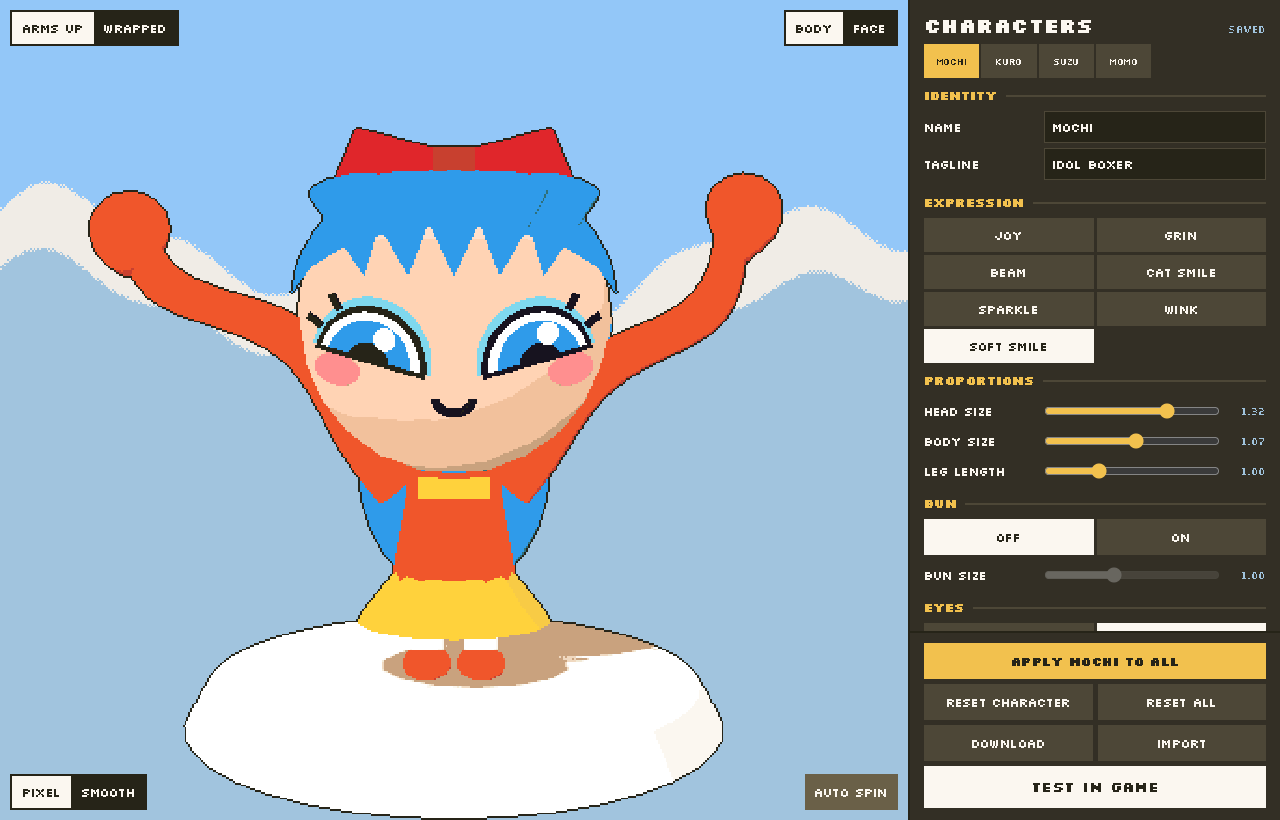 ARMS UP WRAPPED
BODY FACE
PIXEL SMOOTH
AUTO SPIN
CHARACTERS
SAVED
MOCHI KURO SUZU MOMO
IDENTITY
NAME MOCHI
TAGLINE IDOL BOXER
EXPRESSION
JOY GRIN
BEAM CAT SMILE
SPARKLE WINK
SOFT SMILE
PROPORTIONS
HEAD SIZE 1.32
BODY SIZE 1.07
LEG LENGTH 1.00
BUN
OFF ON
BUN SIZE 1.00
EYES
APPLY MOCHI TO ALL
RESET CHARACTER RESET ALL
DOWNLOAD IMPORT
TEST IN GAME